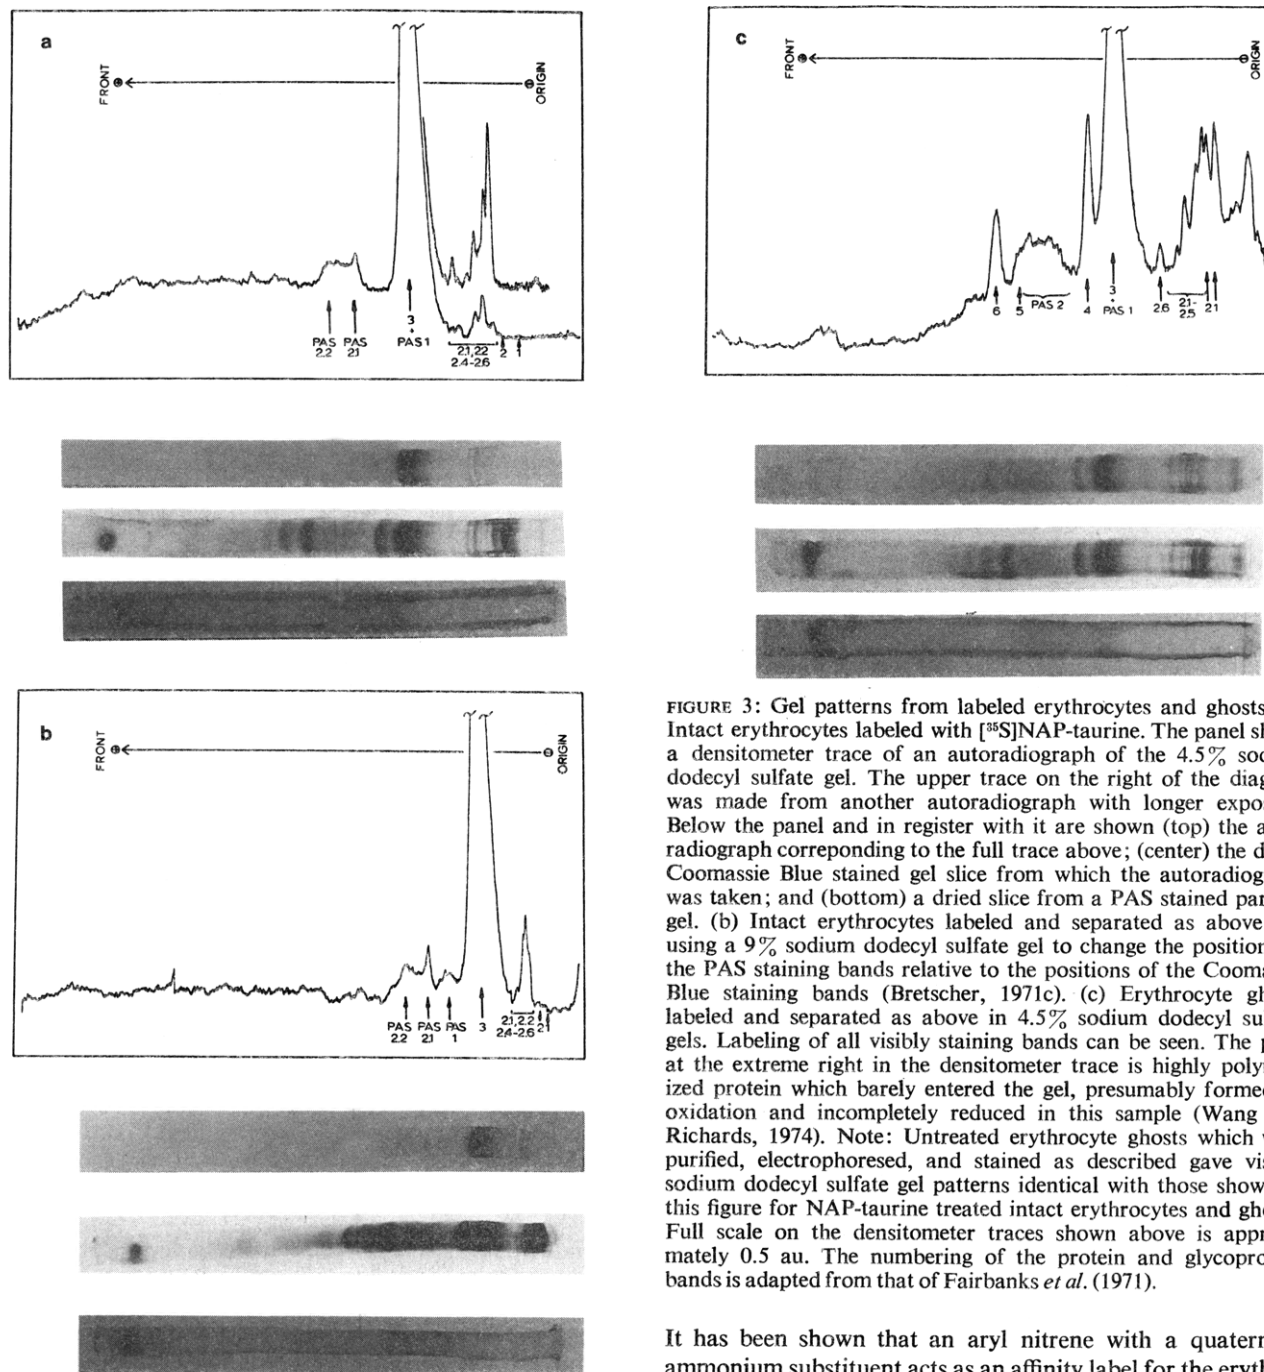 a
FRONT
ORIGIN
PAS
2.2
PAS
2.1
3
+
PAS 1
2.1, 2.2
2.4-2.6
2
1
b
FRONT
ORIGIN
PAS
2.2
PAS
2.1
PAS
1
3
2.1, 2.2
2.4-2.6
2
1
c
FRONT
ORIGIN
6
5
PAS 2
4
3
+
PAS 1
2.6
2.1-
2.5
2 1
FIGURE 3: Gel patterns from labeled erythrocytes and ghosts
Intact erythrocytes labeled with [³⁵S]NAP-taurine. The panel sh
a densitometer trace of an autoradiograph of the 4.5% soc
dodecyl sulfate gel. The upper trace on the right of the diag
was made from another autoradiograph with longer expo
Below the panel and in register with it are shown (top) the a
radiograph correponding to the full trace above; (center) the d
Coomassie Blue stained gel slice from which the autoradiog
was taken; and (bottom) a dried slice from a PAS stained par
gel. (b) Intact erythrocytes labeled and separated as above
using a 9% sodium dodecyl sulfate gel to change the position
the PAS staining bands relative to the positions of the Cooma
Blue staining bands (Bretscher, 1971c). (c) Erythrocyte gh
labeled and separated as above in 4.5% sodium dodecyl su
gels. Labeling of all visibly staining bands can be seen. The p
at the extreme right in the densitometer trace is highly poly
ized protein which barely entered the gel, presumably formed
oxidation and incompletely reduced in this sample (Wang
Richards, 1974). Note: Untreated erythrocyte ghosts which
purified, electrophoresed, and stained as described gave vis
sodium dodecyl sulfate gel patterns identical with those show
this figure for NAP-taurine treated intact erythrocytes and gh
Full scale on the densitometer traces shown above is appr
mately 0.5 au. The numbering of the protein and glycopro
bands is adapted from that of Fairbanks et al. (1971).
It has been shown that an aryl nitrene with a quatern
ammonium substituent acts as an affinity label for the eryth